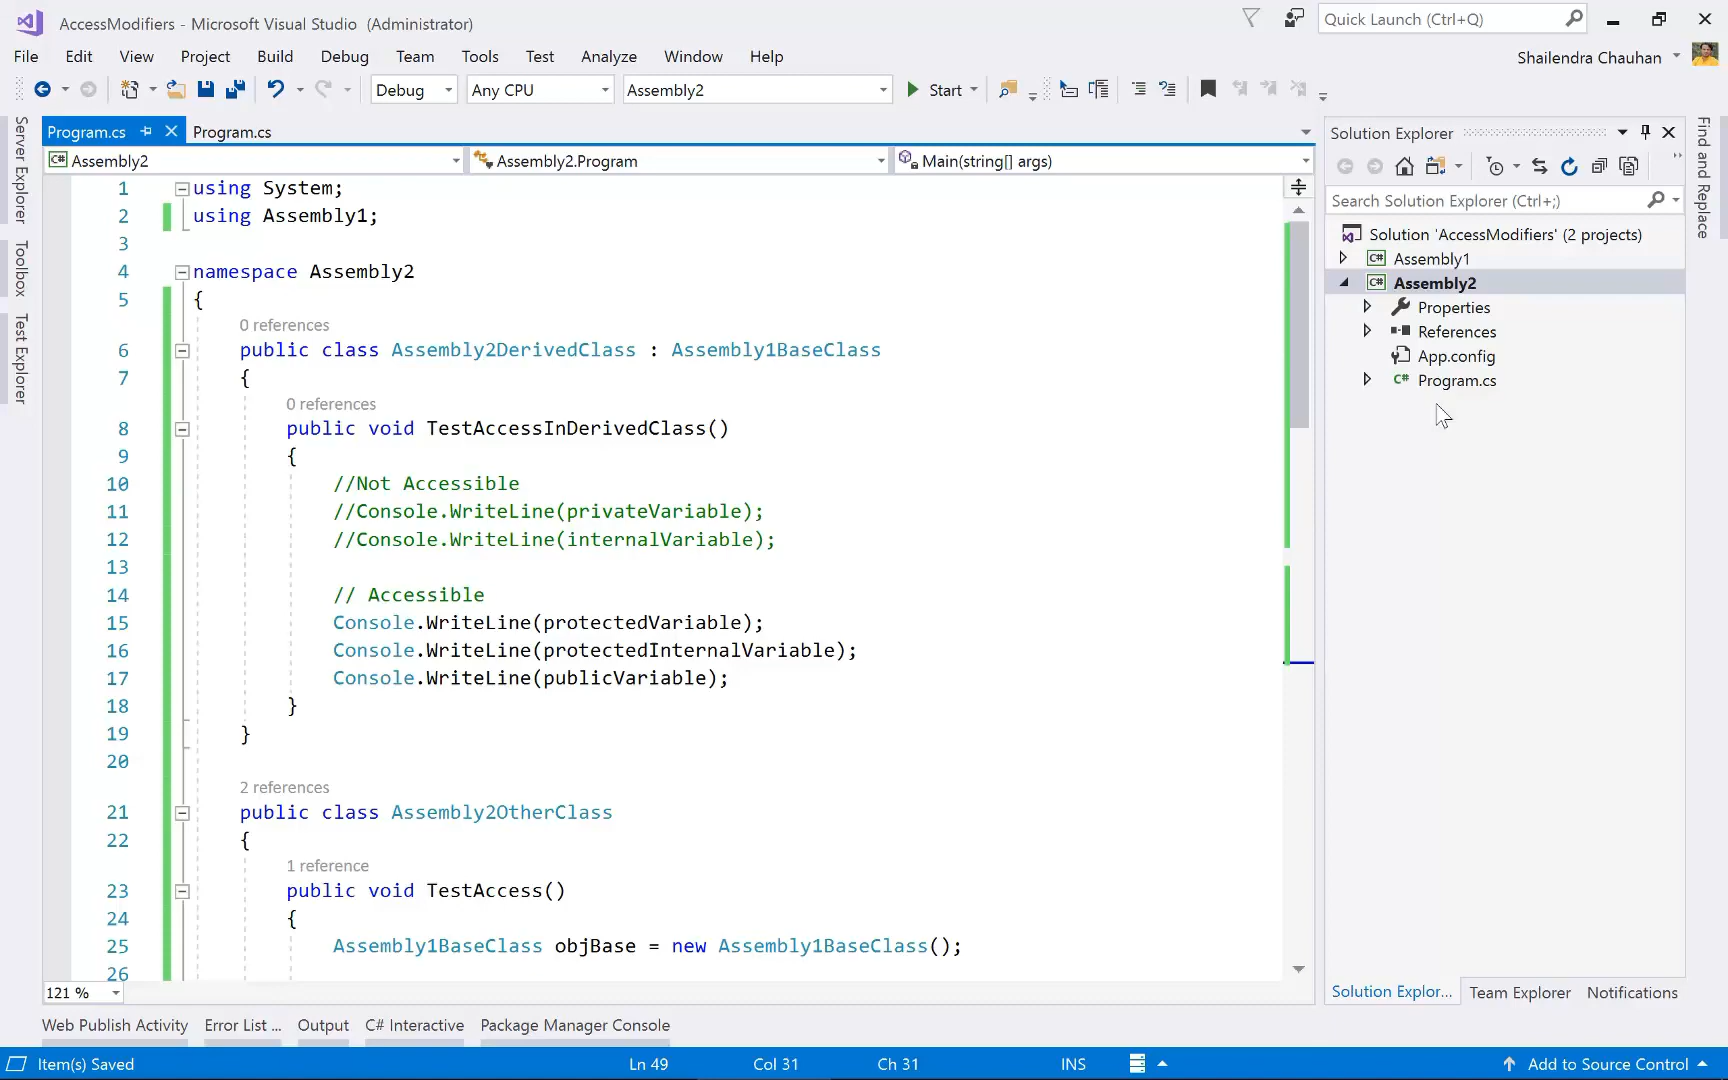 AccessModifiers - Microsoft Visual Studio (Administrator)
Quick Launch (Ctrl+Q)
File Edit View Project Build Debug Team Tools Test Analyze Window Help
Shailendra Chauhan
Debug Any CPU Assembly2 Start
Program.cs Program.cs
Assembly2 Assembly2.Program Main(string[] args)
Server Explorer
Toolbox
Test Explorer
1 using System;
2 using Assembly1;
3
4 namespace Assembly2
5 {
0 references
6 public class Assembly2DerivedClass : Assembly1BaseClass
7 {
0 references
8 public void TestAccessInDerivedClass()
9 {
10 //Not Accessible
11 //Console.WriteLine(privateVariable);
12 //Console.WriteLine(internalVariable);
13
14 // Accessible
15 Console.WriteLine(protectedVariable);
16 Console.WriteLine(protectedInternalVariable);
17 Console.WriteLine(publicVariable);
18 }
19 }
20
2 references
21 public class Assembly2OtherClass
22 {
1 reference
23 public void TestAccess()
24 {
25 Assembly1BaseClass objBase = new Assembly1BaseClass();
26
121 %
Solution Explorer
Search Solution Explorer (Ctrl+;)
Solution 'AccessModifiers' (2 projects)
C# Assembly1
C# Assembly2
Properties
References
App.config
C# Program.cs
Find and Replace
Solution Explor... Team Explorer Notifications
Web Publish Activity Error List ... Output C# Interactive Package Manager Console
Item(s) Saved Ln 49 Col 31 Ch 31 INS Add to Source Control